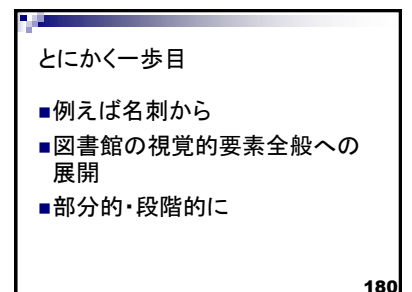 とにかく一歩目
■例えば名刺から
■図書館の視覚的要素全般への
展開
■部分的・段階的に
180